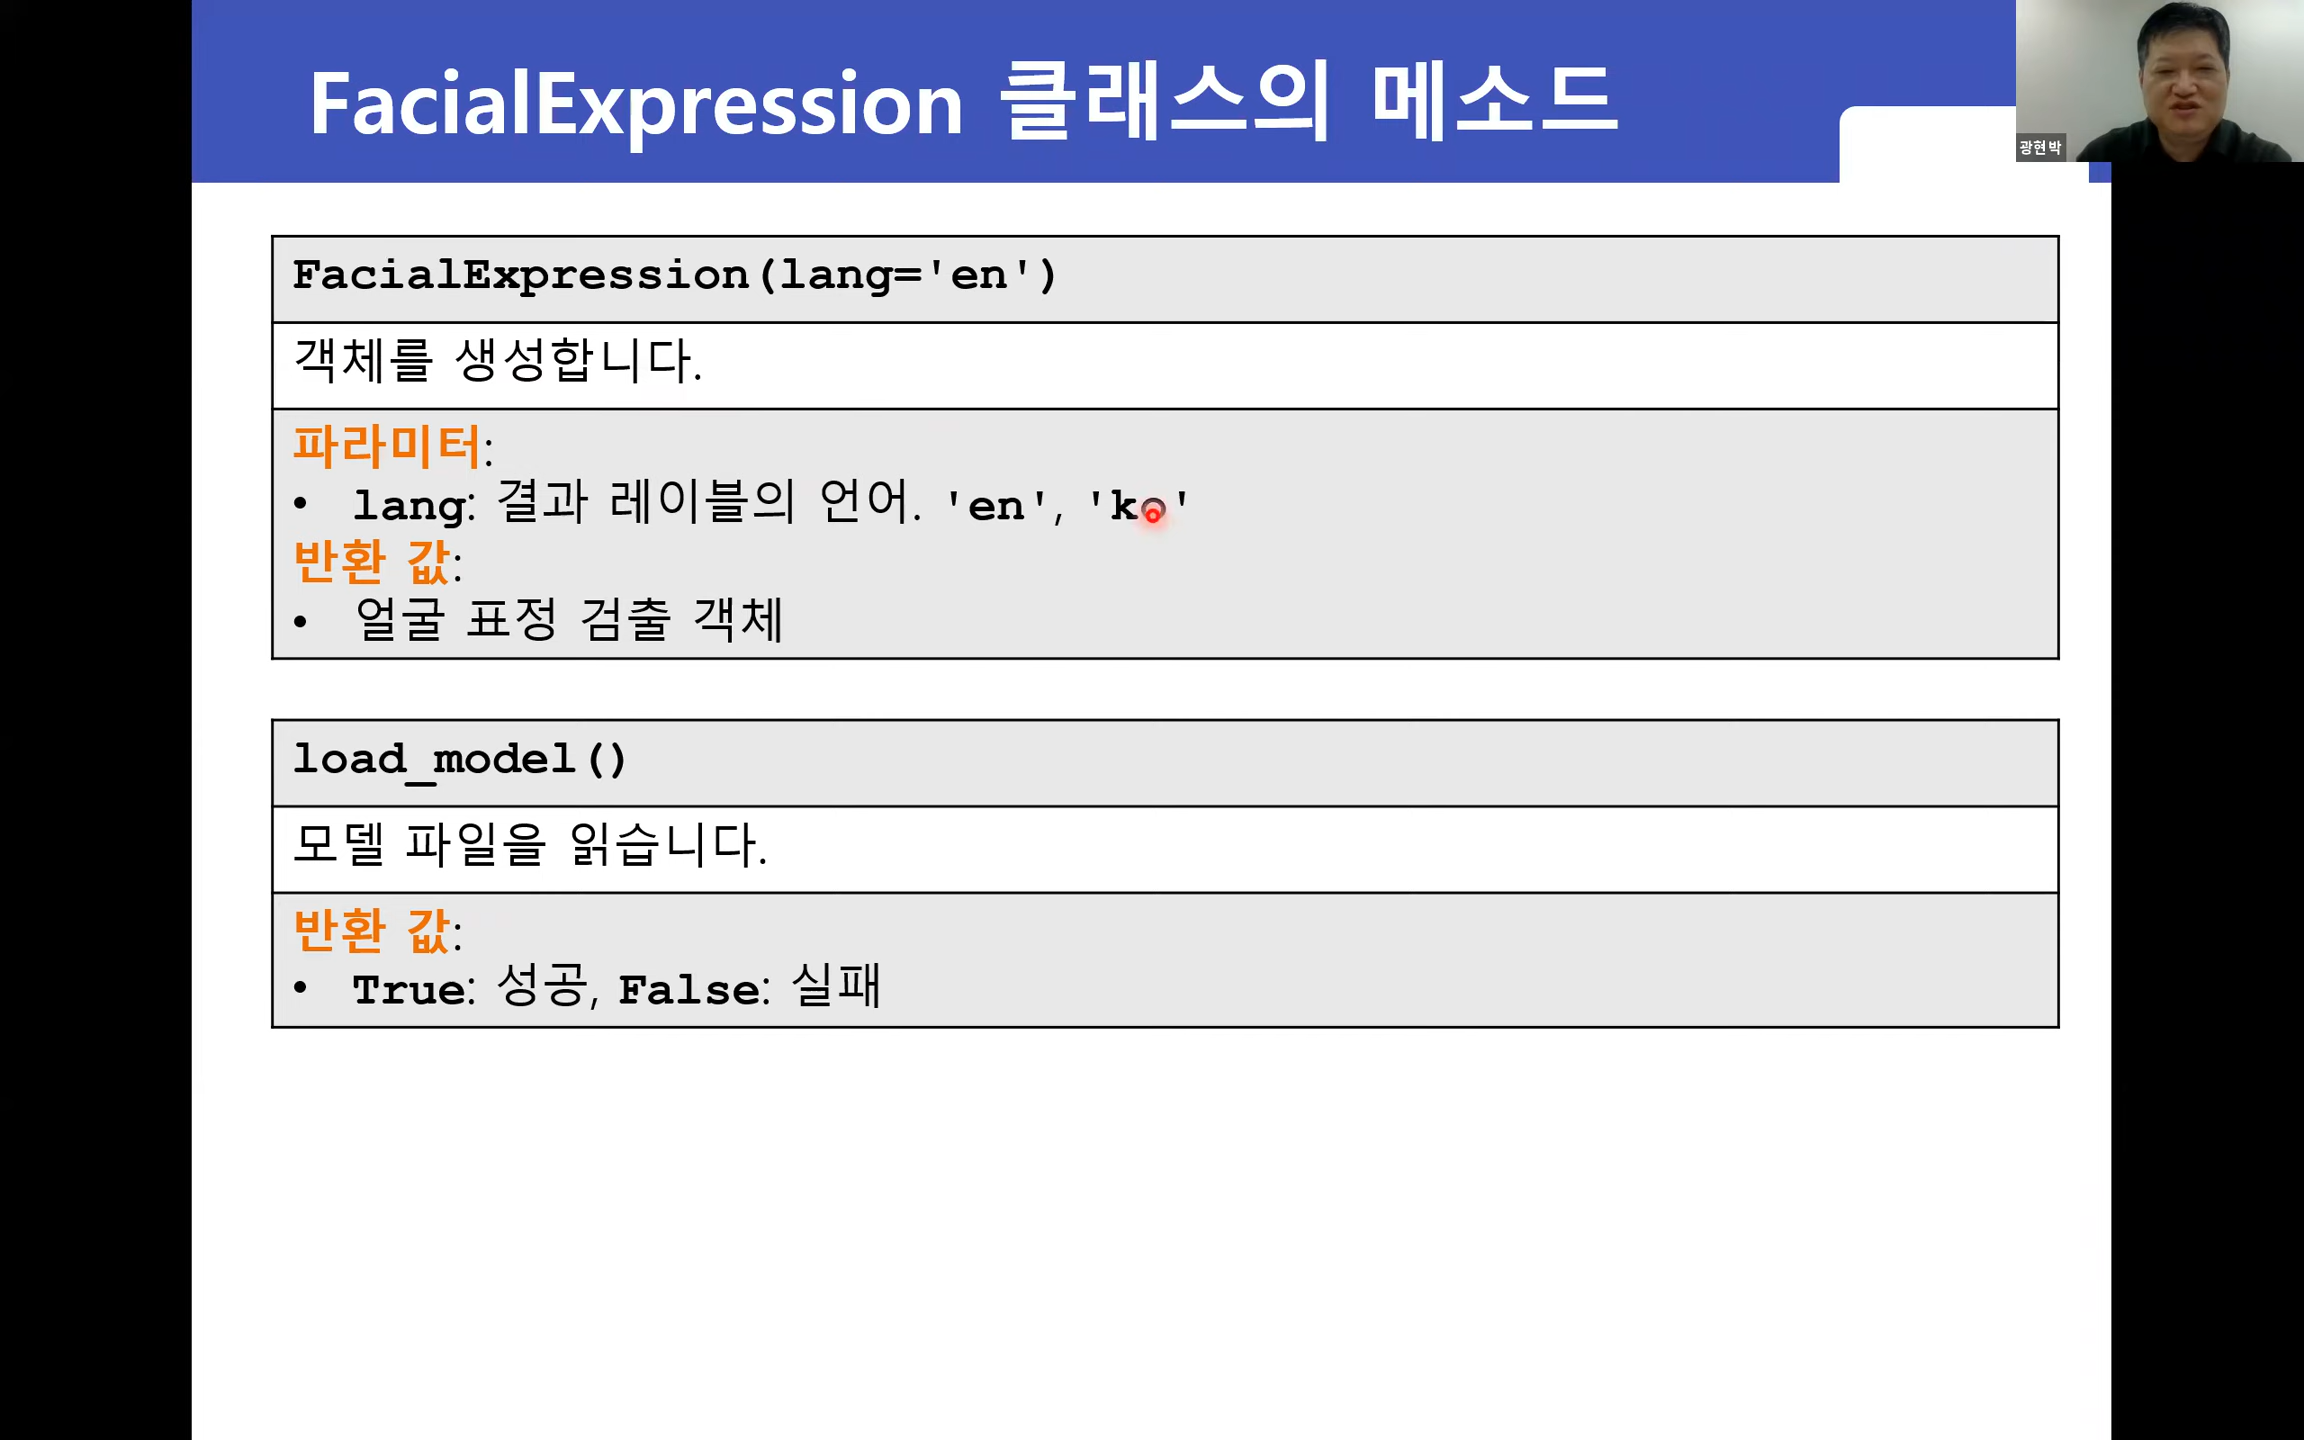 FacialExpression 클래스의 메소드
광현박
FacialExpression(lang='en')
객체를 생성합니다.
파라미터:
• lang: 결과 레이블의 언어. 'en', 'ko'
반환 값:
• 얼굴 표정 검출 객체
load_model()
모델 파일을 읽습니다.
반환 값:
• True: 성공, False: 실패